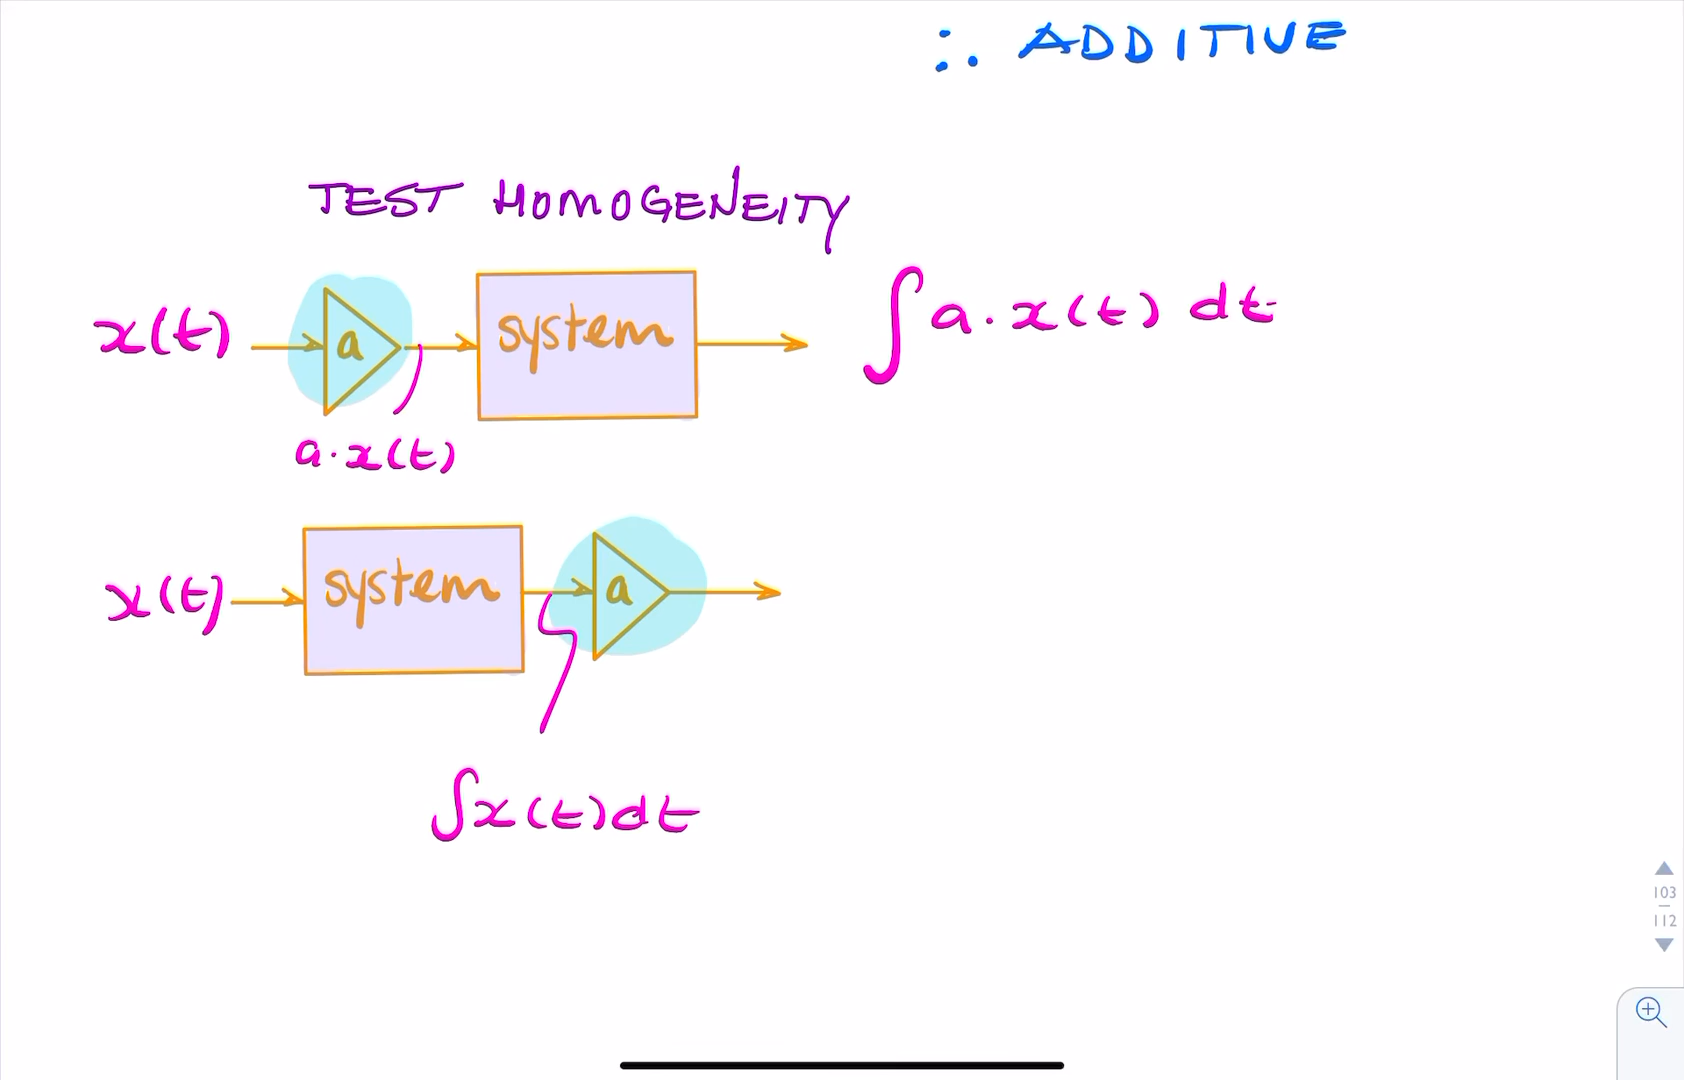 ∴ ADDITIVE
TEST HOMOGENEITY
x(t) a system ∫ a·x(t) dt
a·x(t)
x(t) system a
∫x(t)dt
103
112